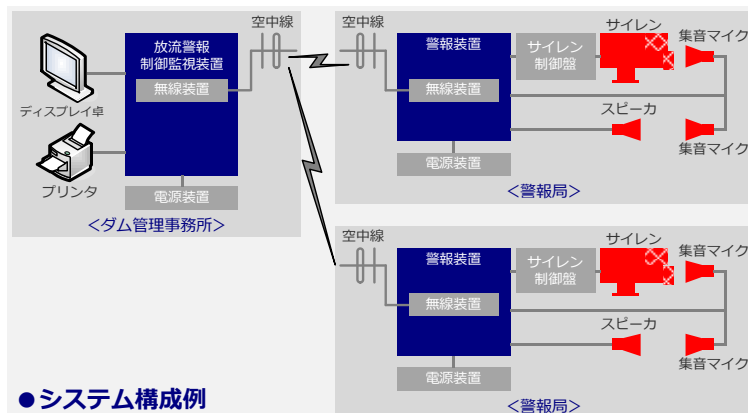 空中線
放流警報
制御監視装置
無線装置
ディスプレイ卓
プリンタ
電源装置
<ダム管理事務所>
空中線
警報装置
サイレン
制御盤
サイレン
集音マイク
無線装置
スピーカ
集音マイク
電源装置
<警報局>
空中線
警報装置
サイレン
制御盤
サイレン
集音マイク
無線装置
スピーカ
集音マイク
電源装置
<警報局>
●システム構成例